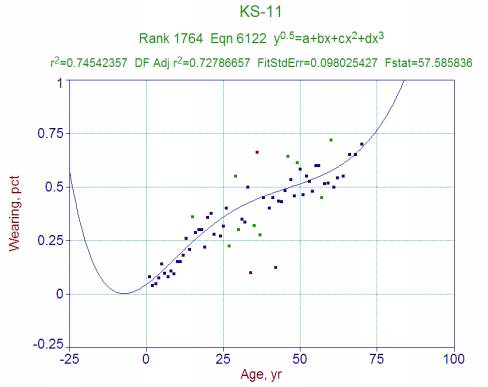 KS-11
Rank 1764 Eqn 6122 y^0.5=a+bx+cx^2+dx^3
r^2=0.74542357 DF Adj r^2=0.72786657 FitStdErr=0.098025427 Fstat=57.585836
1
0.75
0.5
0.25
0
-0.25
Wearing, pct
-25 0 25 50 75 100
Age, yr